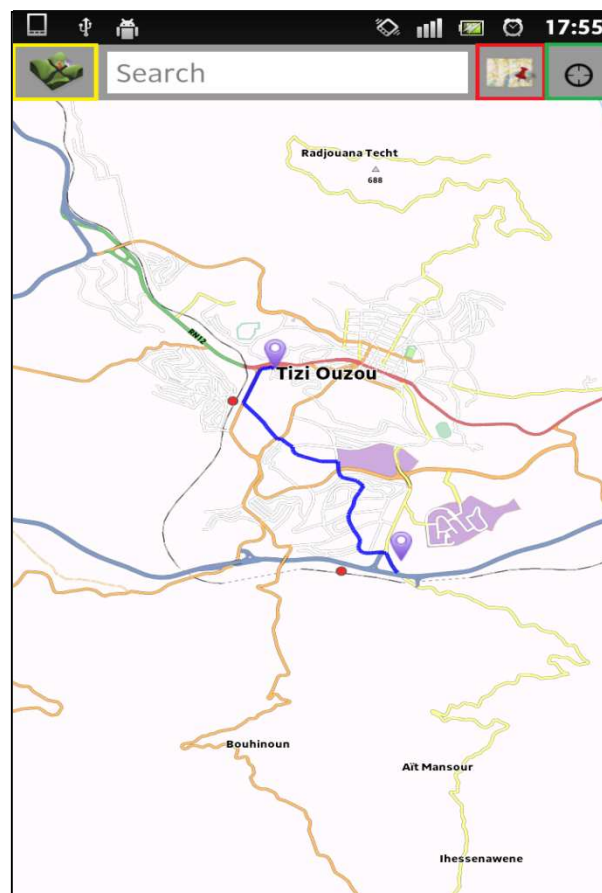 17:55
Search
Radjouana Techt
688
RN12
Tizi Ouzou
Bouhinoun
Aït Mansour
Ihessenawene